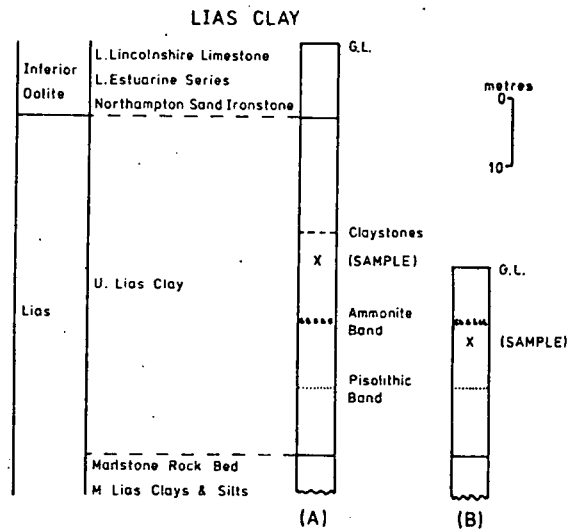 LIAS CLAY
Inferior
Oolite
L.Lincolnshire Limestone
L.Estuarine Series
Northampton Sand Ironstone
G.L.
metres
0
10
Claystones
X
(SAMPLE)
G.L.
Lias
U. Lias Clay
Ammonite
Band
X
(SAMPLE)
Pisolithic
Band
Marlstone Rock Bed
M Lias Clays & Silts
(A)
(B)